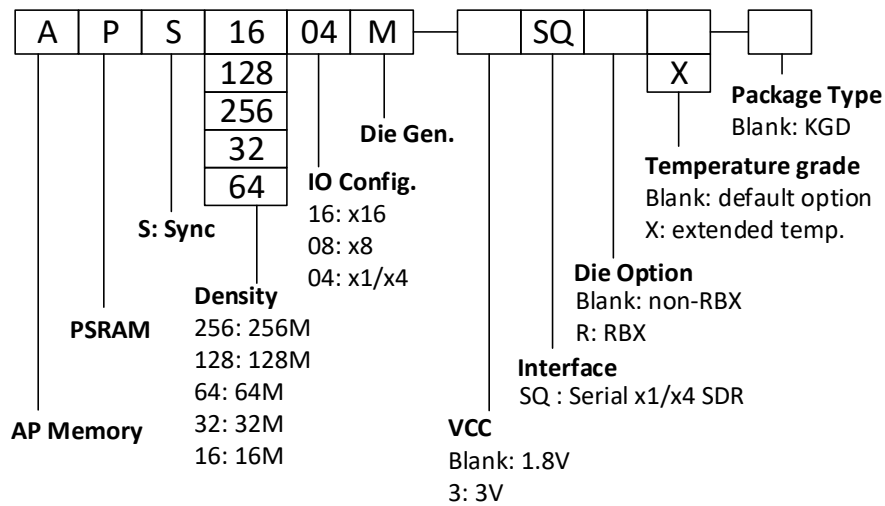 A P S 16 04 M SQ
128
256
32
64
X
Package Type
Blank: KGD
Die Gen.
Temperature grade
Blank: default option
X: extended temp.
IO Config.
16: x16
08: x8
04: x1/x4
S: Sync
Die Option
Blank: non-RBX
R: RBX
Density
256: 256M
128: 128M
64: 64M
32: 32M
16: 16M
PSRAM
Interface
SQ : Serial x1/x4 SDR
AP Memory
VCC
Blank: 1.8V
3: 3V